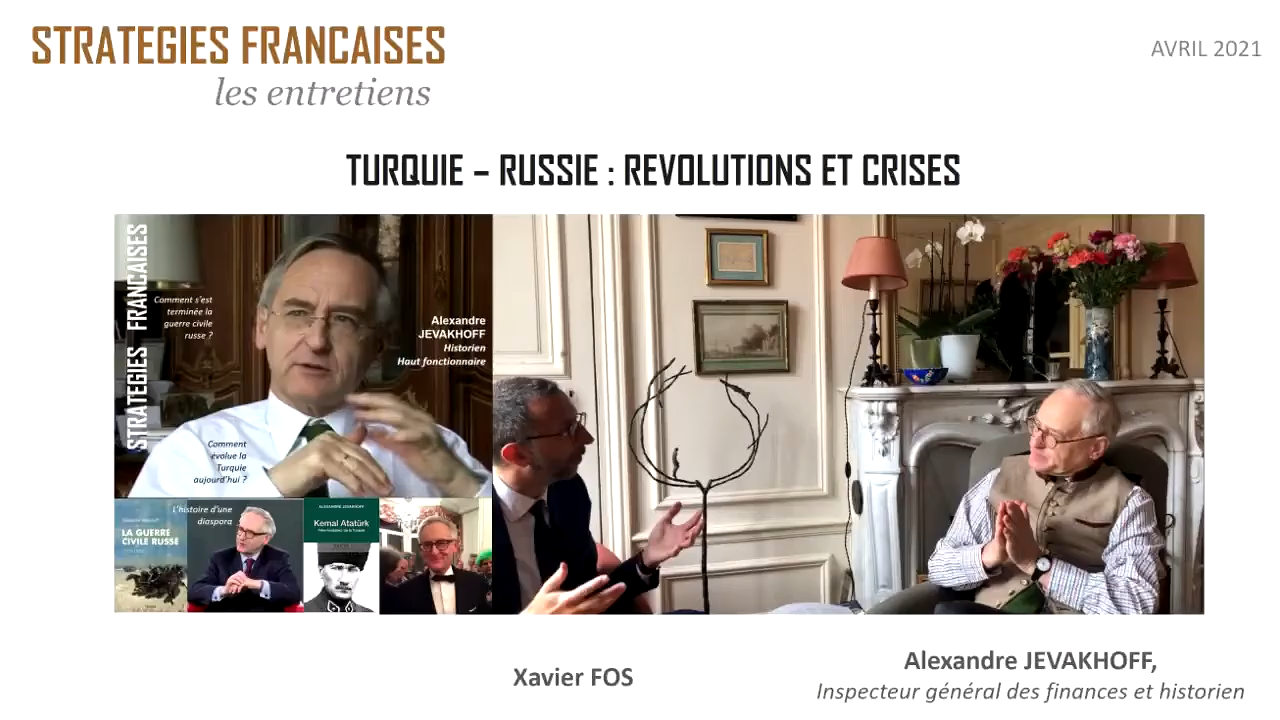 STRATEGIES FRANCAISES
les entretiens
AVRIL 2021
TURQUIE – RUSSIE : REVOLUTIONS ET CRISES
STRATEGIES FRANCAISES
Comment s'est
terminée la
guerre civile
russe ?
Alexandre
JEVAKHOFF
Historien
Haut fonctionnaire
Comment
évolue la
Turquie
aujourd'hui ?
LA GUERRE
CIVILE RUSSE
L'histoire d'une
diaspora
ALEXANDRE JEVAKHOFF
Kemal Atatürk
Xavier FOS
Alexandre JEVAKHOFF,
Inspecteur général des finances et historien